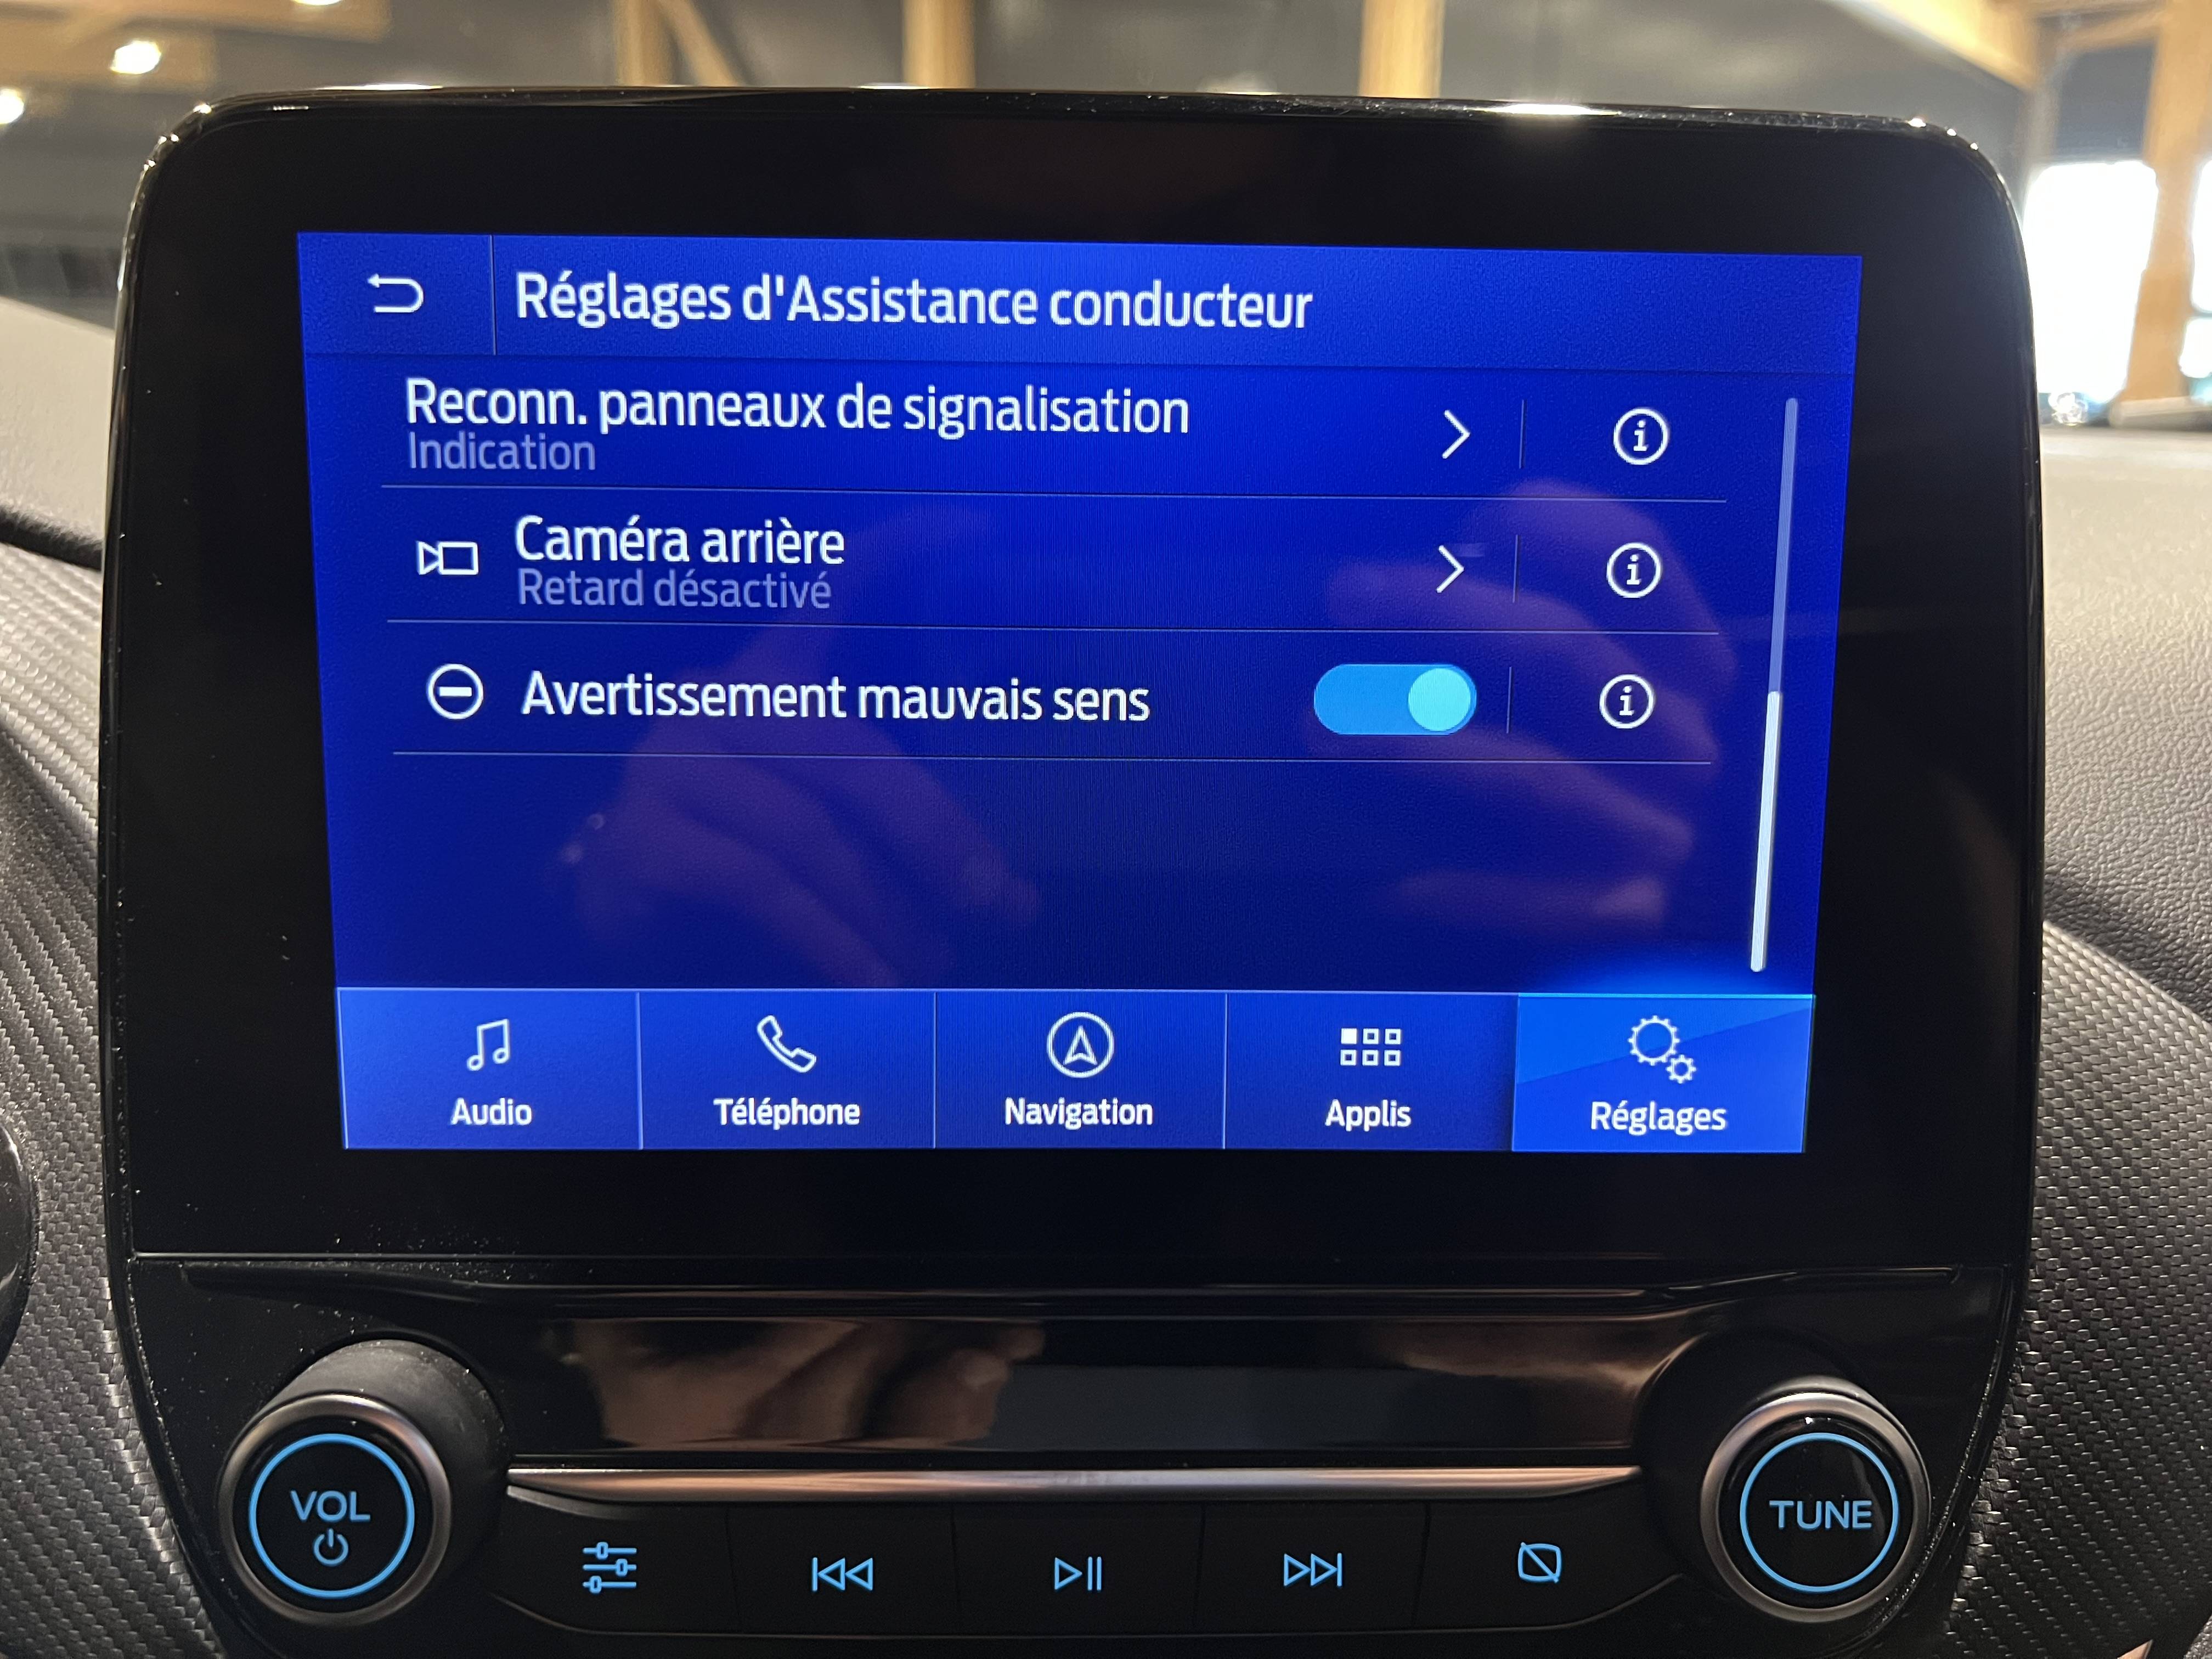 Réglages d'Assistance conducteur
Reconn. panneaux de signalisation
Indication
Caméra arrière
Retard désactivé
Avertissement mauvais sens
Audio
Téléphone
Navigation
Applis
Réglages
VOL
TUNE